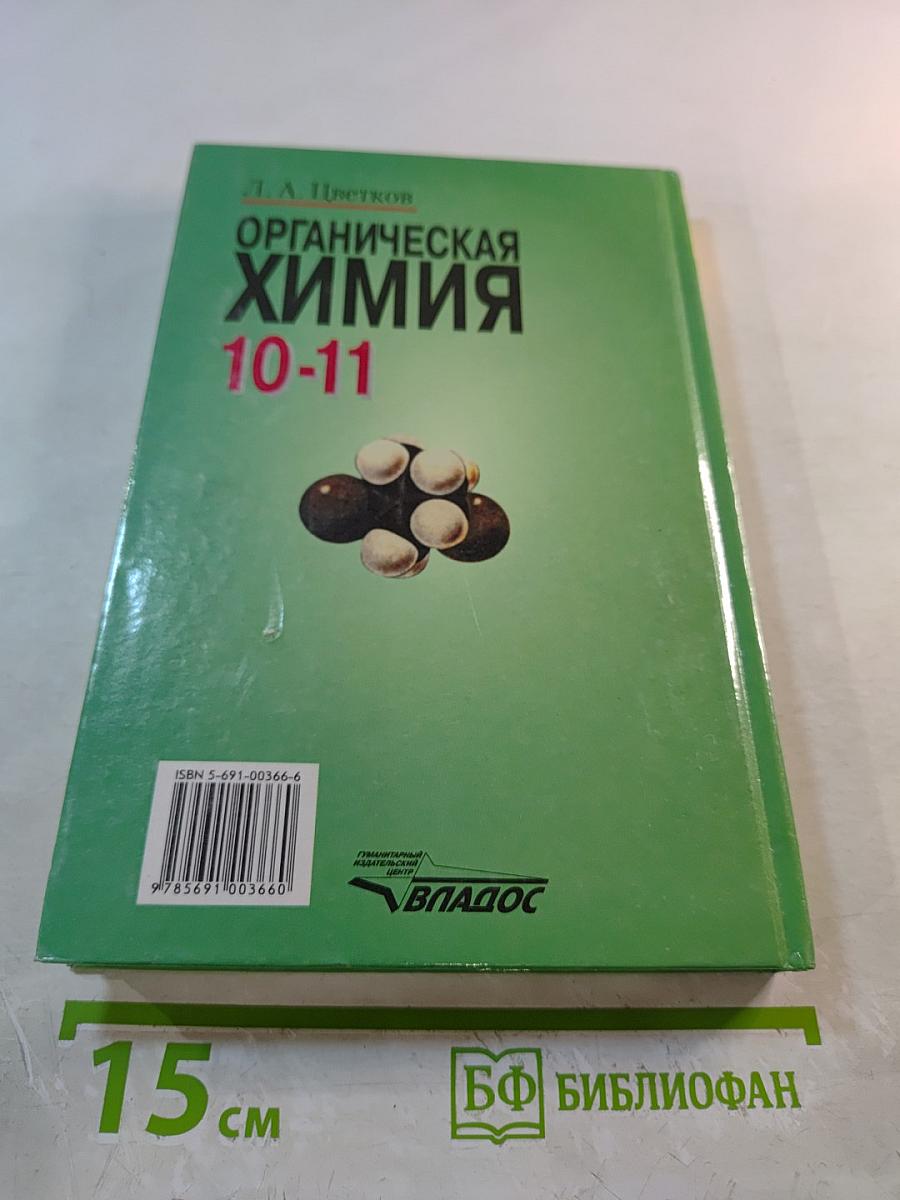 Л. А. Цветков
ОРГАНИЧЕСКАЯ
ХИМИЯ
10-11
ISBN 5-691-00366-6
9 785691 003660
ГУМАНИТАРНЫЙ
ИЗДАТЕЛЬСКИЙ
ЦЕНТР
ВЛАДОС
15 см
БФ БИБЛИОФАН